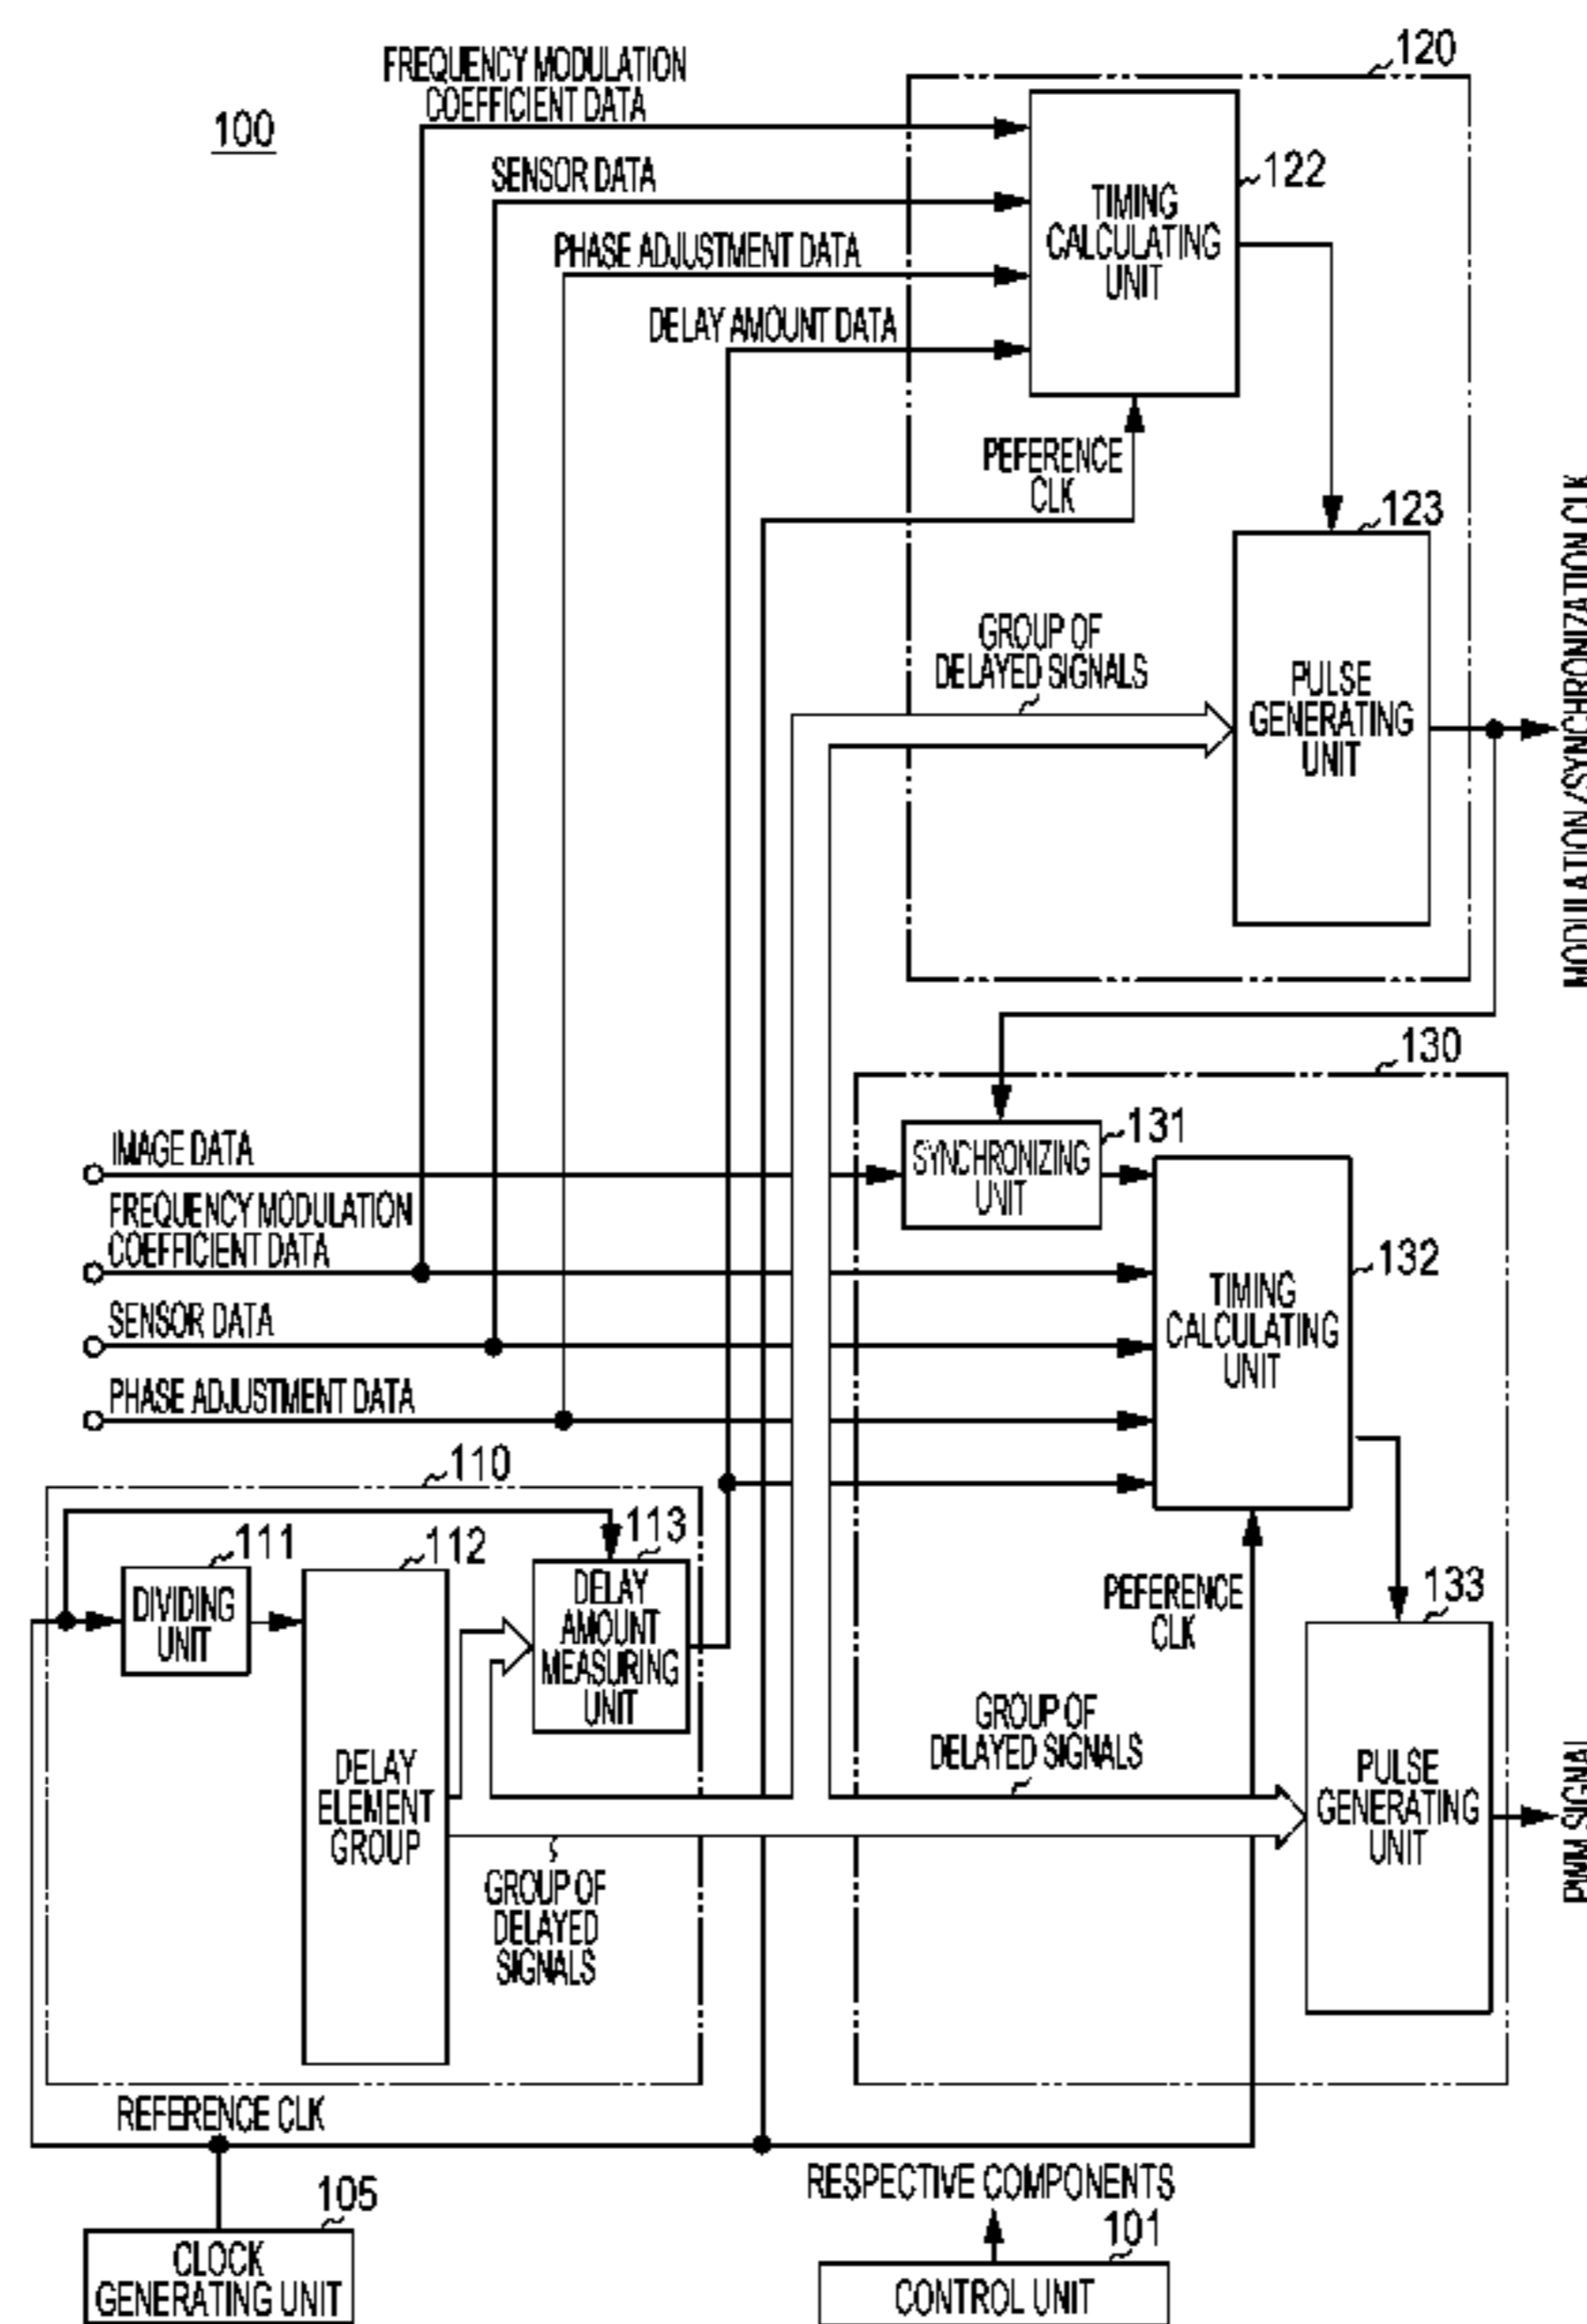 100
FREQUENCY MODULATION
COEFFICIENT DATA
SENSOR DATA
PHASE ADJUSTMENT DATA
DELAY AMOUNT DATA
120
122
TIMING
CALCULATING
UNIT
PEFERENCE
CLK
123
GROUP OF
DELAYED SIGNALS
PULSE
GENERATING
UNIT
MODULATION/SYNCHRONIZATION CLK
130
131
SYNCHRONIZING
UNIT
IMAGE DATA
FREQUENCY MODULATION
COEFFICIENT DATA
SENSOR DATA
PHASE ADJUSTMENT DATA
132
TIMING
CALCULATING
UNIT
110
111
DIVIDING
UNIT
112
DELAY
ELEMENT
GROUP
113
DELAY
AMOUNT
MEASURING
UNIT
GROUP OF
DELAYED
SIGNALS
PEFERENCE
CLK
GROUP OF
DELAYED SIGNALS
133
PULSE
GENERATING
UNIT
PWM SIGNAL
REFERENCE CLK
105
CLOCK
GENERATING UNIT
RESPECTIVE COMPONENTS
101
CONTROL UNIT